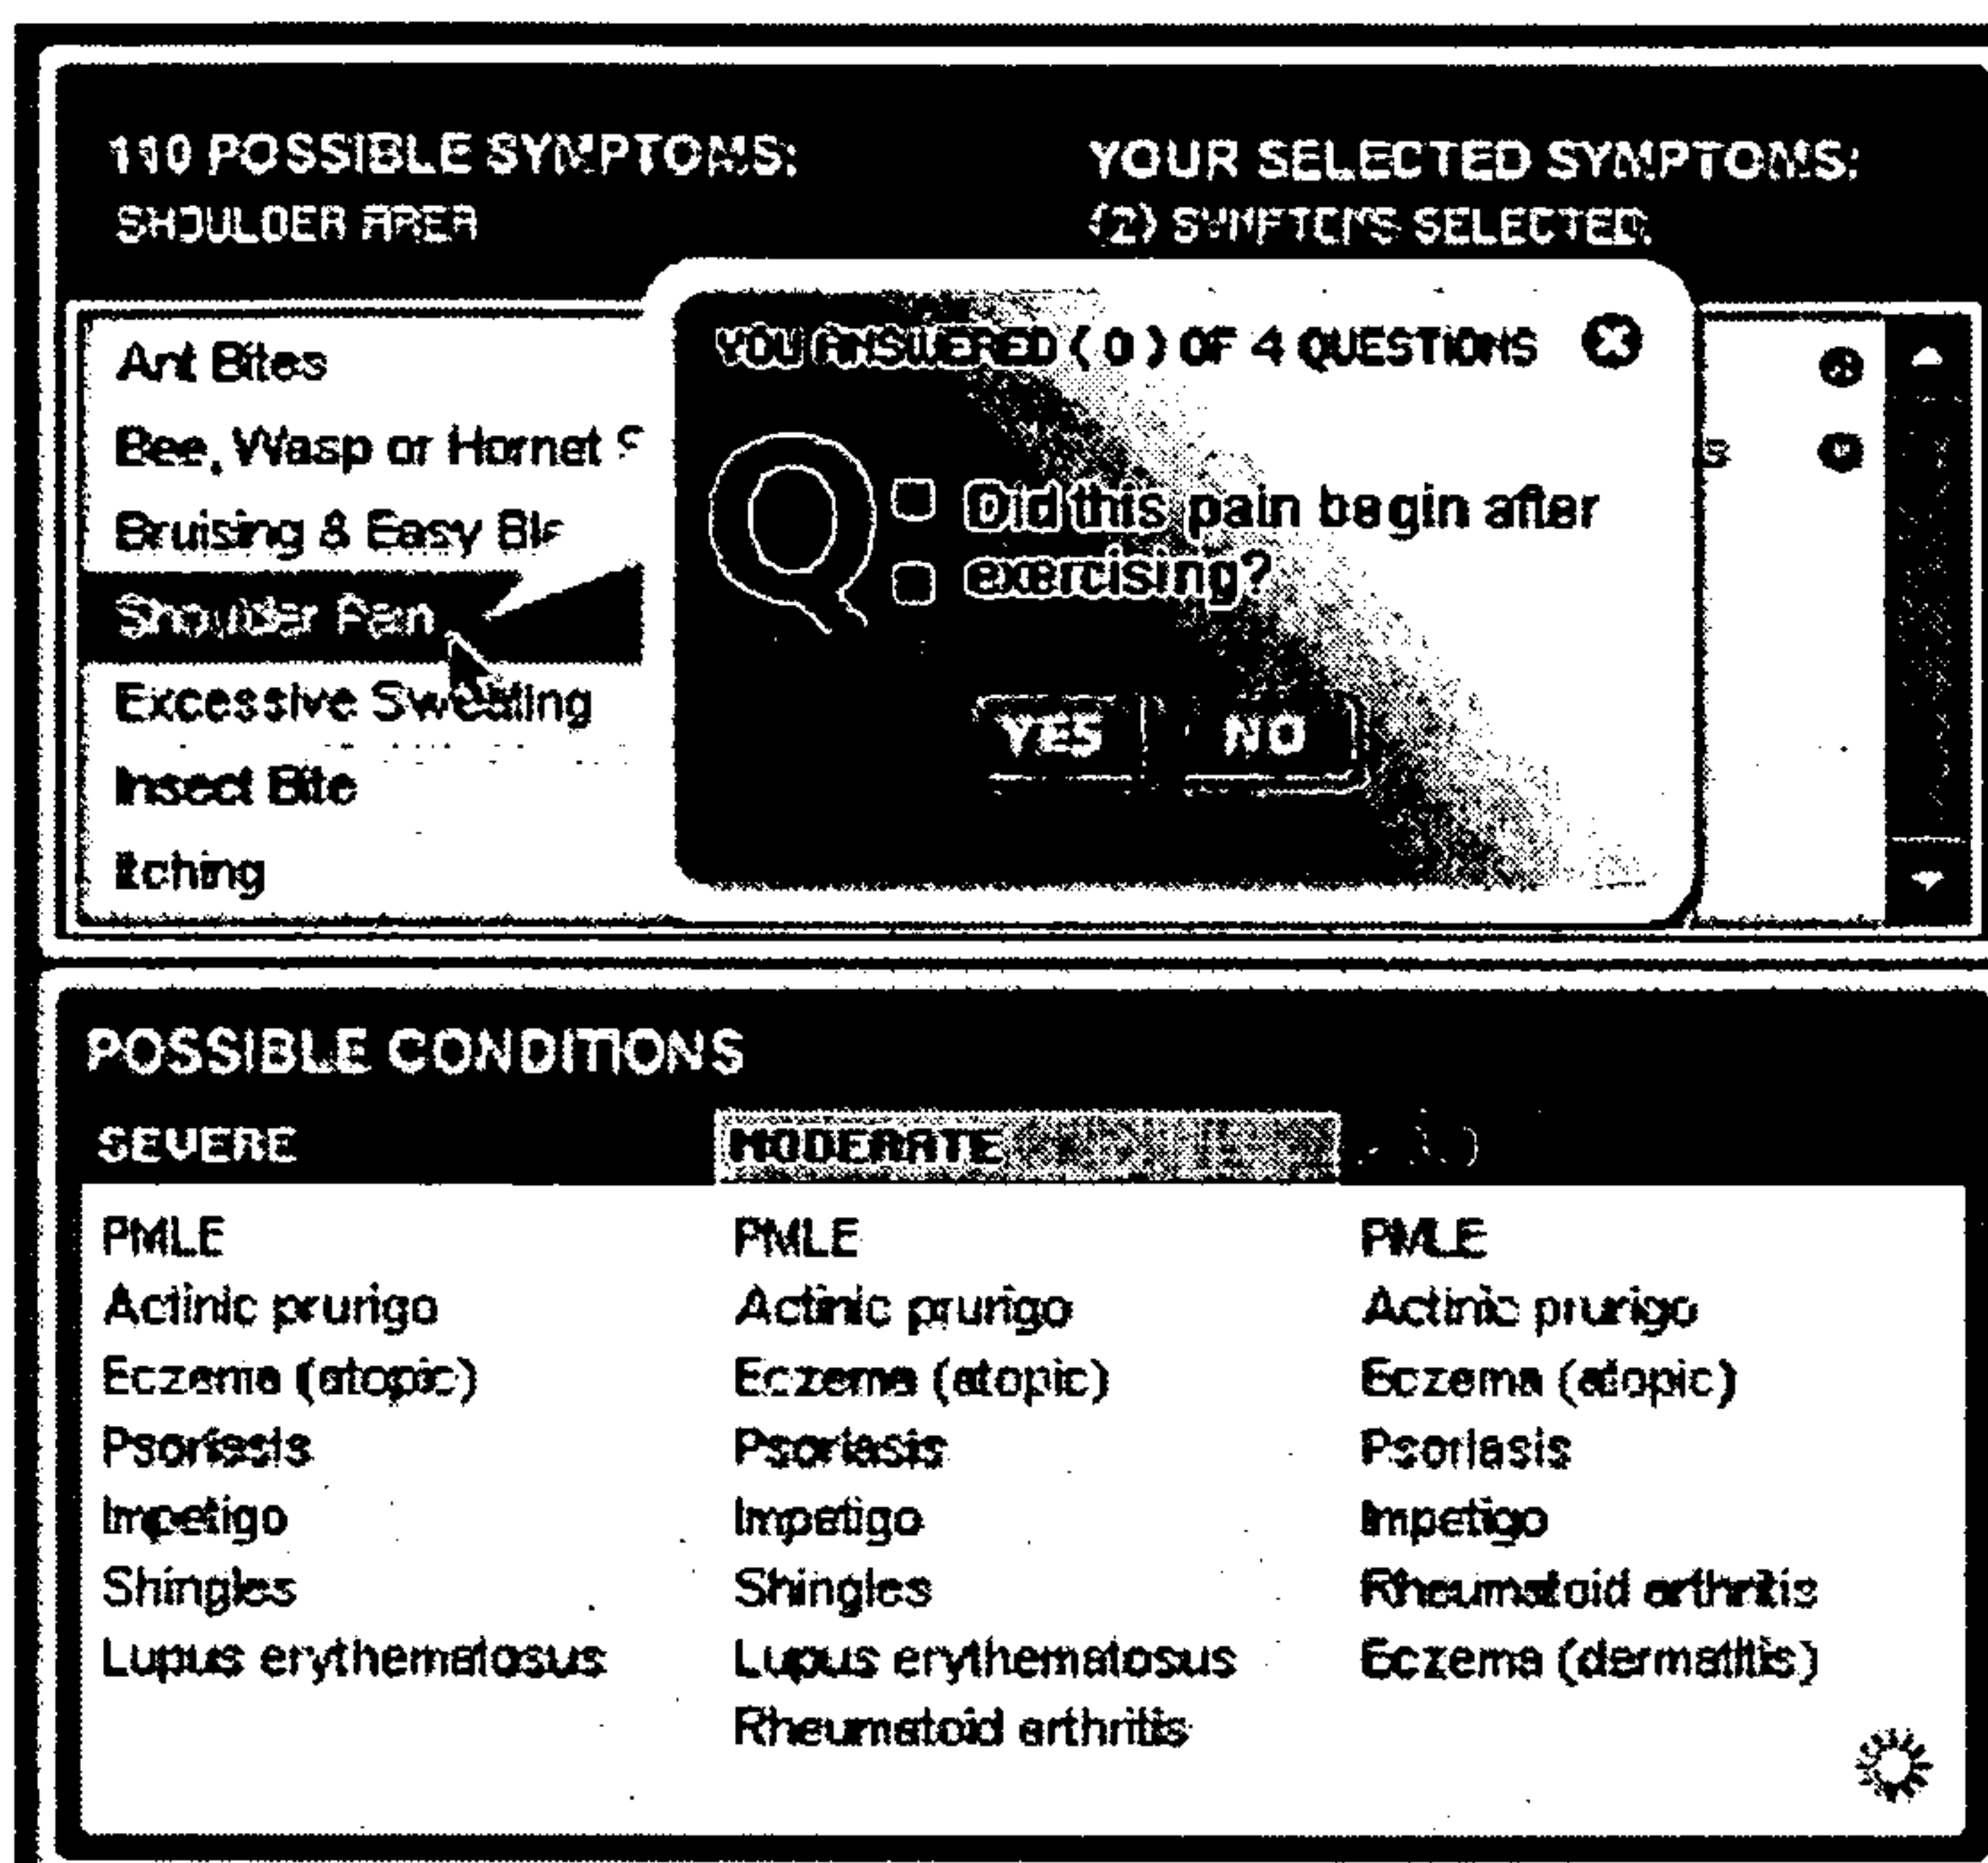 110 POSSIBLE SYMPTOMS:
SHOULDER AREA
YOUR SELECTED SYMPTOMS:
(2) SYMPTOMS SELECTED.
Ant Bites
Bee, Wasp or Hornet S
Bruising & Easy Ble
Shoulder Pain
Excessive Sweating
Insect Bite
Itching
YOU ANSWERED ( 0 ) OF 4 QUESTIONS
Q
Did this pain begin after
exercising?
YES NO
s
POSSIBLE CONDITIONS
SEVERE MODERATE
PMLE PMLE PMLE
Actinic prurigo Actinic prurigo Actinic prurigo
Eczema (atopic) Eczema (atopic) Eczema (atopic)
Psoriasis Psoriasis Psoriasis
Impetigo Impetigo Impetigo
Shingles Shingles Rheumatoid arthritis
Lupus erythematosus Lupus erythematosus Eczema (dermatitis)
Rheumatoid arthritis